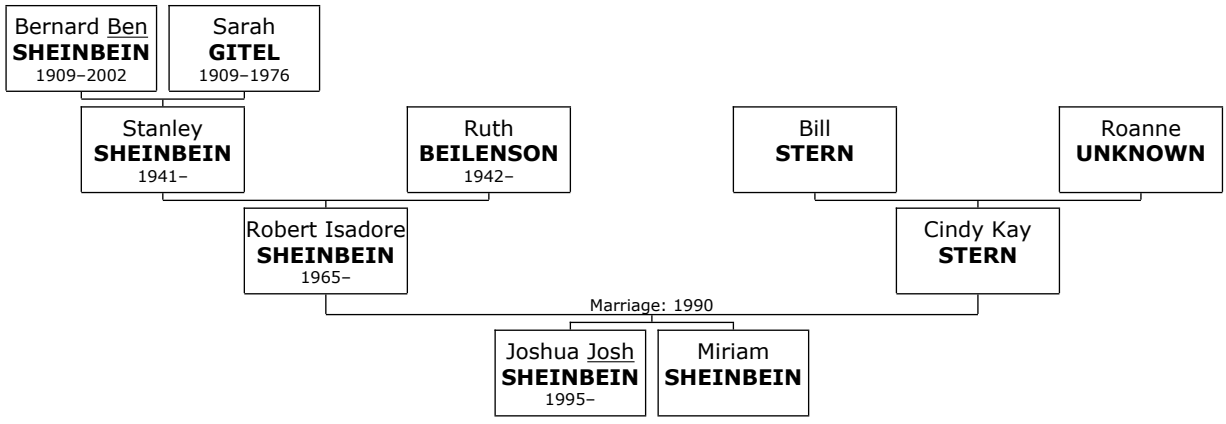 Bernard Ben
SHEINBEIN
1909–2002
Sarah
GITEL
1909–1976
Stanley
SHEINBEIN
1941–
Ruth
BEILENSON
1942–
Bill
STERN
Roanne
UNKNOWN
Robert Isadore
SHEINBEIN
1965–
Cindy Kay
STERN
Marriage: 1990
Joshua Josh
SHEINBEIN
1995–
Miriam
SHEINBEIN